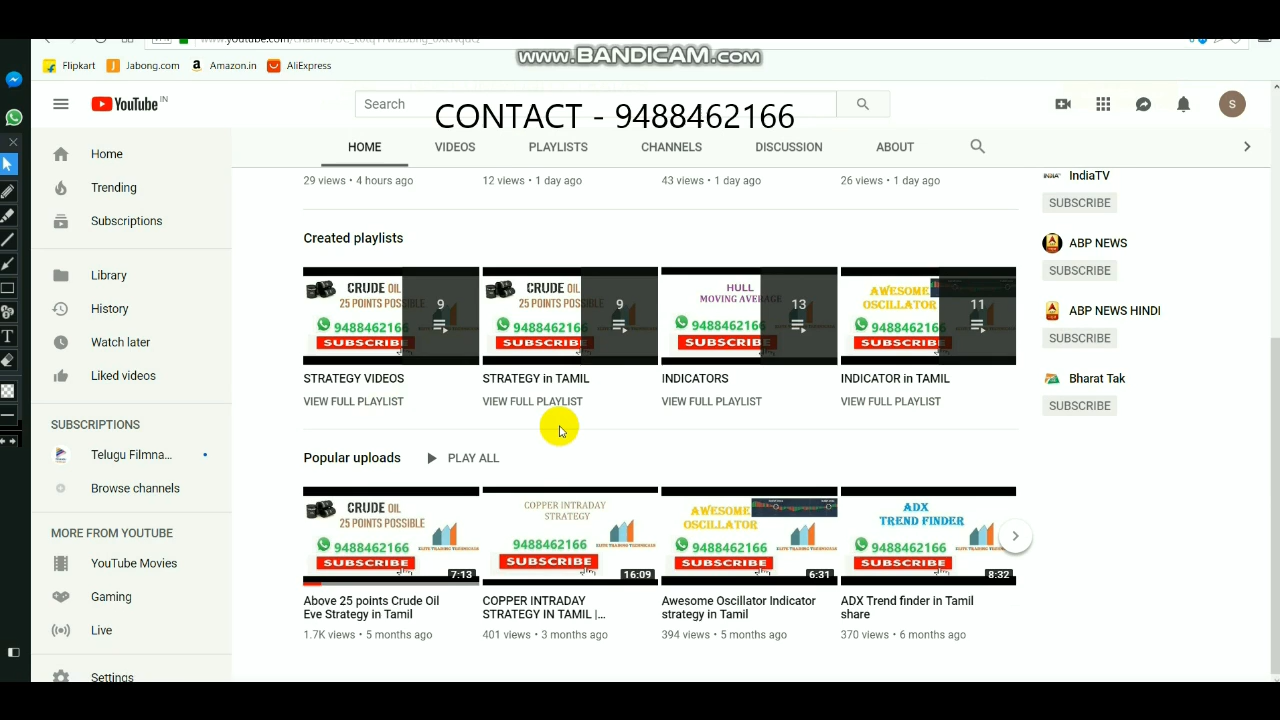 www.BANDICAM.com
Flipkart
Jabong.com
Amazon.in
AliExpress
YouTube IN
Search
CONTACT - 9488462166
S
HOME
VIDEOS
PLAYLISTS
CHANNELS
DISCUSSION
ABOUT
Home
Trending
Subscriptions
Library
History
Watch later
Liked videos
SUBSCRIPTIONS
Telugu Filmna...
Browse channels
MORE FROM YOUTUBE
YouTube Movies
Gaming
Live
Settings
29 views • 4 hours ago
12 views • 1 day ago
43 views • 1 day ago
26 views • 1 day ago
Created playlists
CRUDE OIL
25 POINTS POSSIBLE
9488462166
SUBSCRIBE
9
STRATEGY VIDEOS
VIEW FULL PLAYLIST
CRUDE OIL
25 POINTS POSSIBLE
9488462166
SUBSCRIBE
9
STRATEGY in TAMIL
VIEW FULL PLAYLIST
HULL
MOVING AVERAGE
9488462166
SUBSCRIBE
13
INDICATORS
VIEW FULL PLAYLIST
AWESOME
OSCILLATOR
9488462166
SUBSCRIBE
11
INDICATOR in TAMIL
VIEW FULL PLAYLIST
Popular uploads
PLAY ALL
CRUDE OIL
25 POINTS POSSIBLE
9488462166
SUBSCRIBE
ELITE TRADING TECHNIQUES
7:13
Above 25 points Crude Oil
Eve Strategy in Tamil
1.7K views • 5 months ago
COPPER INTRADAY
STRATEGY
9488462166
SUBSCRIBE
ELITE TRADING TECHNIQUES
16:09
COPPER INTRADAY
STRATEGY IN TAMIL |...
401 views • 3 months ago
AWESOME
OSCILLATOR
9488462166
SUBSCRIBE
ELITE TRADING TECHNIQUES
6:31
Awesome Oscillator Indicator
strategy in Tamil
394 views • 5 months ago
ADX
TREND FINDER
9488462166
SUBSCRIBE
8:32
ADX Trend finder in Tamil
share
370 views • 6 months ago
IndiaTV
SUBSCRIBE
ABP NEWS
SUBSCRIBE
ABP NEWS HINDI
SUBSCRIBE
Bharat Tak
SUBSCRIBE